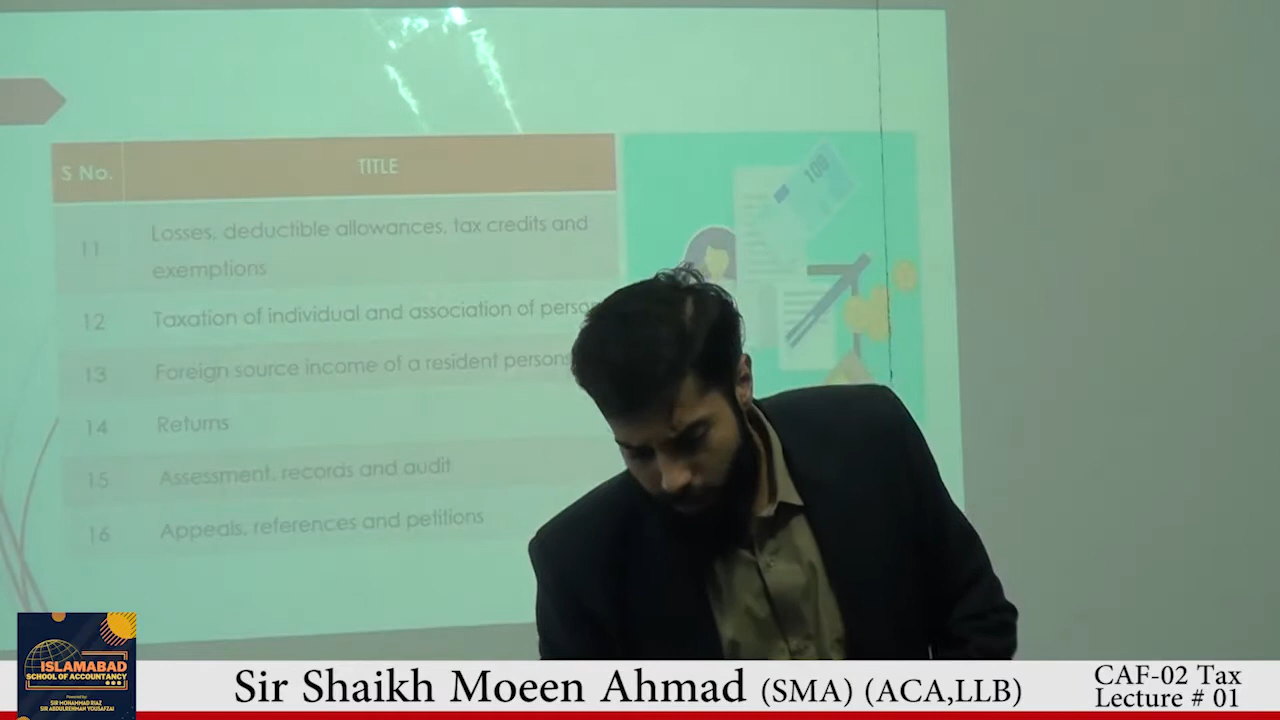 S No. TITLE
11 Losses, deductible allowances, tax credits and
exemptions
12 Taxation of individual and association of person
13 Foreign source income of a resident persons
14 Returns
15 Assessment, records and audit
16 Appeals, references and petitions
100
ISLAMABAD
SCHOOL OF ACCOUNTANCY
Powered by:
SIR MOHAMMAD RIAZ
SIR ABDULREHMAN YOUSAFZAI
Sir Shaikh Moeen Ahmad (SMA) (ACA,LLB)
CAF-02 Tax
Lecture # 01